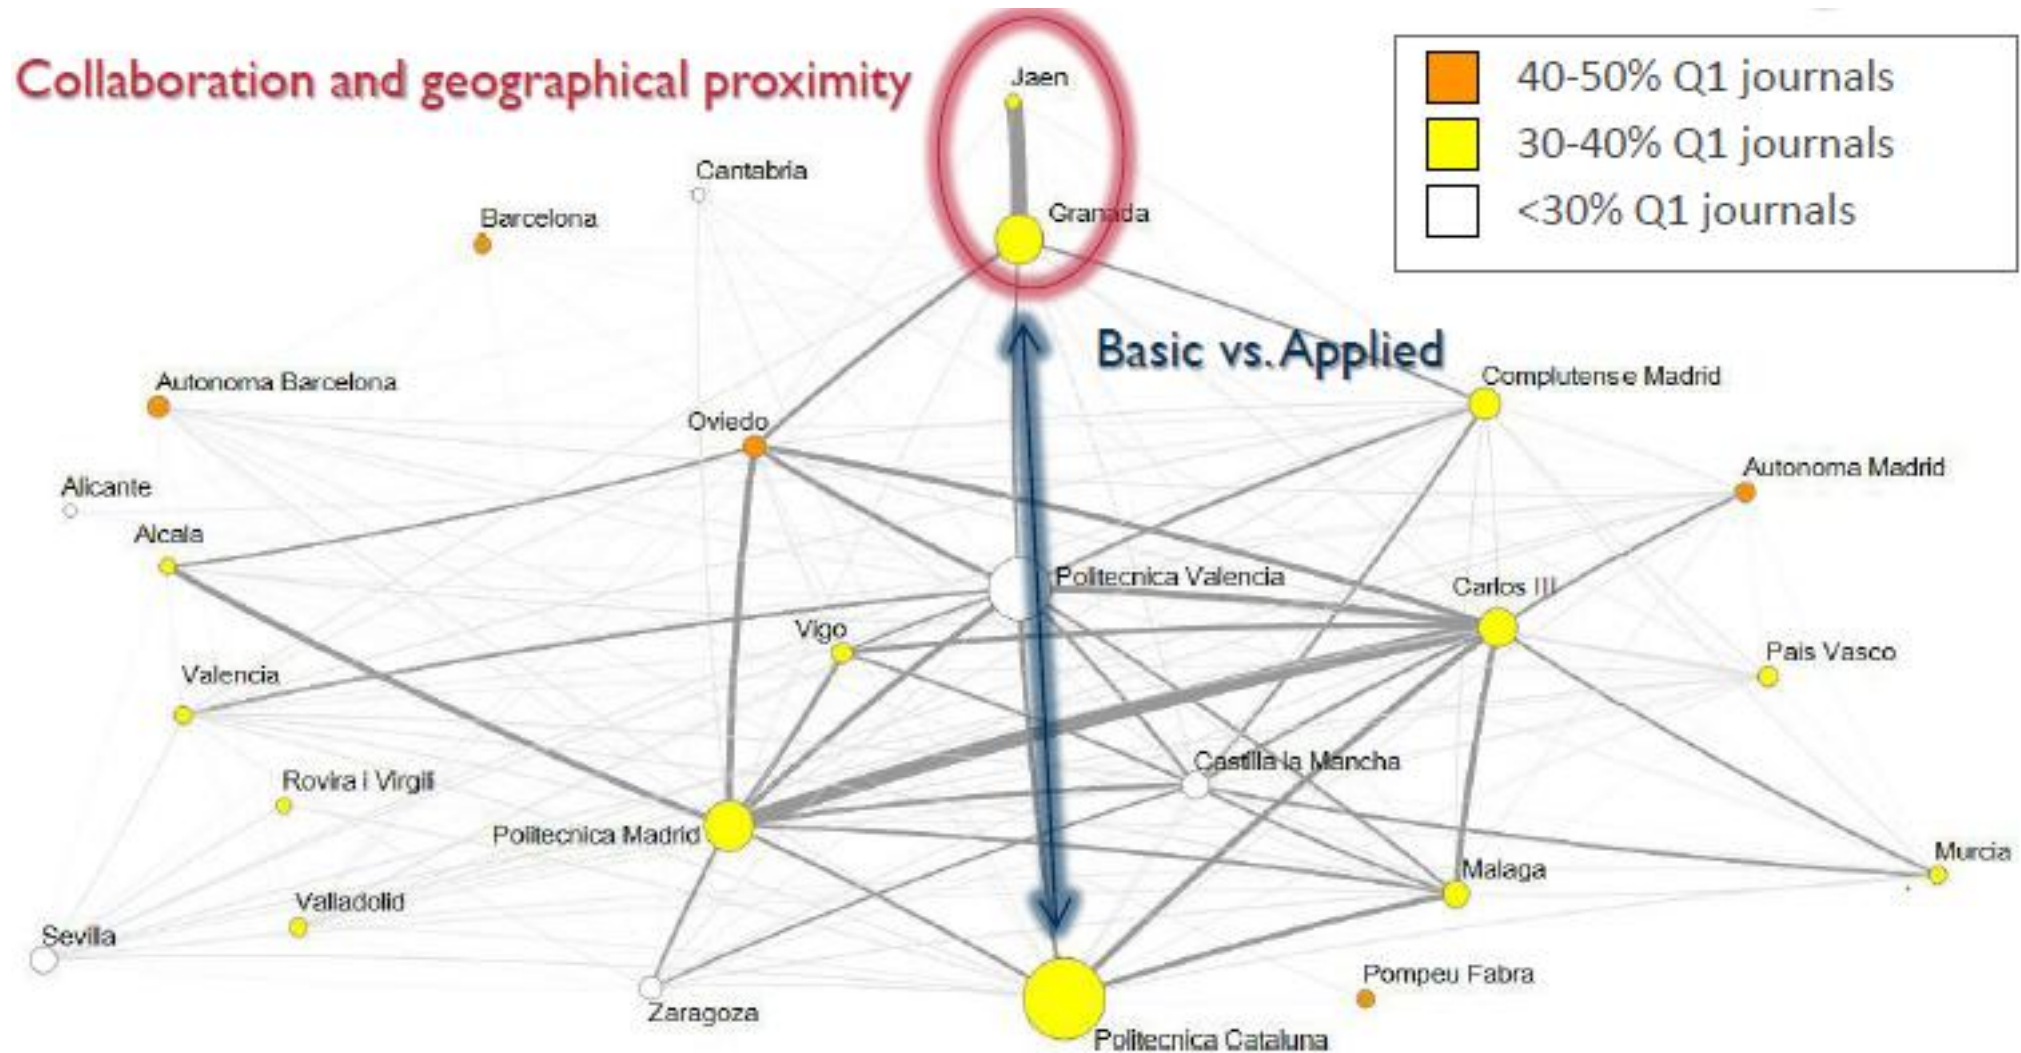 Collaboration and geographical proximity
Jaen
40-50% Q1 journals
30-40% Q1 journals
<30% Q1 journals
Cantabria
Barcelona
Granada
Basic vs. Applied
Autonoma Barcelona
Complutense Madrid
Oviedo
Autonoma Madrid
Alicante
Alcala
Politecnica Valencia
Carlos III
Vigo
Pais Vasco
Valencia
Castilla la Mancha
Rovira i Virgili
Politecnica Madrid
Murcia
Malaga
Valladolid
Sevilla
Pompeu Fabra
Zaragoza
Politecnica Cataluna